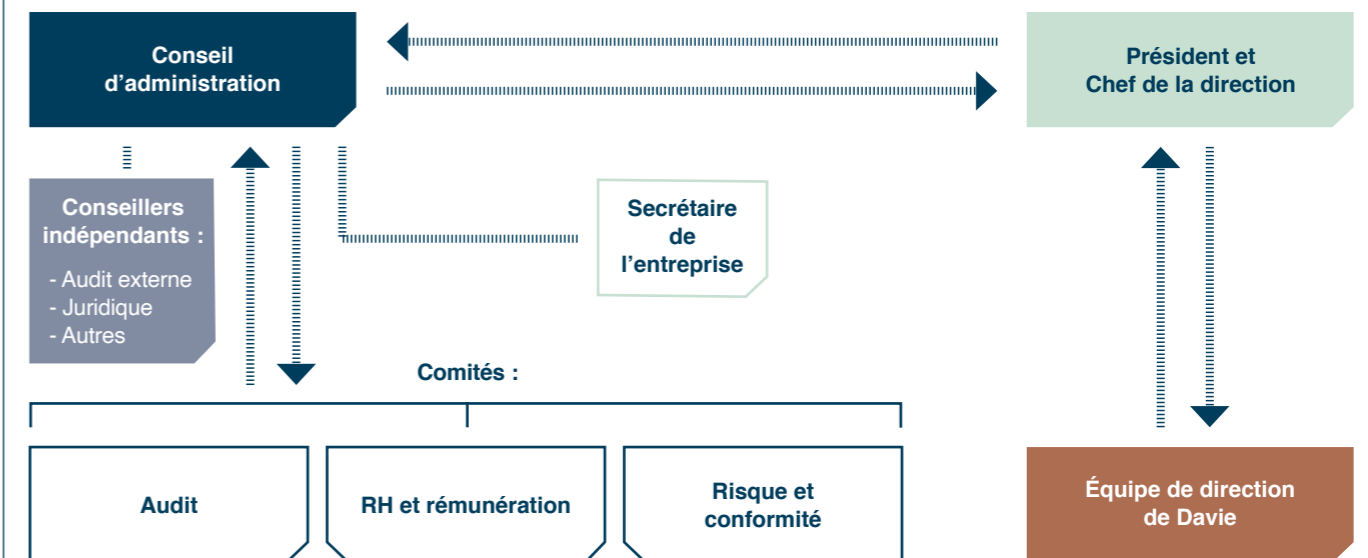 Conseil
d’administration
Président et
Chef de la direction
Conseillers
indépendants :
- Audit externe
- Juridique
- Autres
Secrétaire
de
l’entreprise
Comités :
Audit
RH et rémunération
Risque et
conformité
Équipe de direction
de Davie